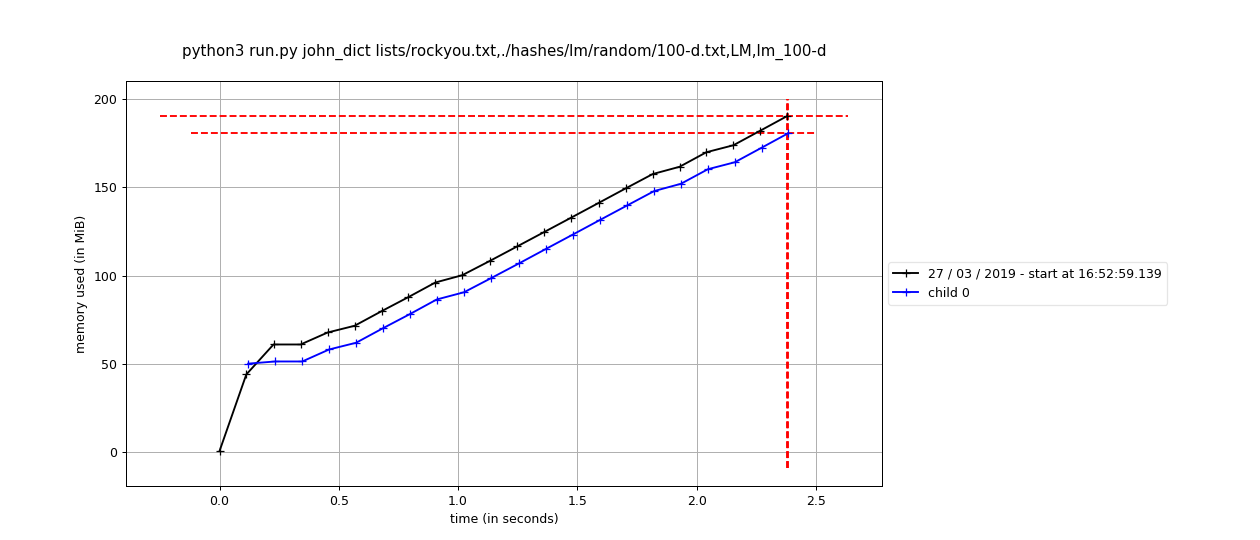 python3 run.py john_dict lists/rockyou.txt,./hashes/lm/random/100-d.txt,LM,lm_100-d
200
150
100
50
0
memory used (in MiB)
0.0 0.5 1.0 1.5 2.0 2.5
time (in seconds)
27 / 03 / 2019 - start at 16:52:59.139
child 0